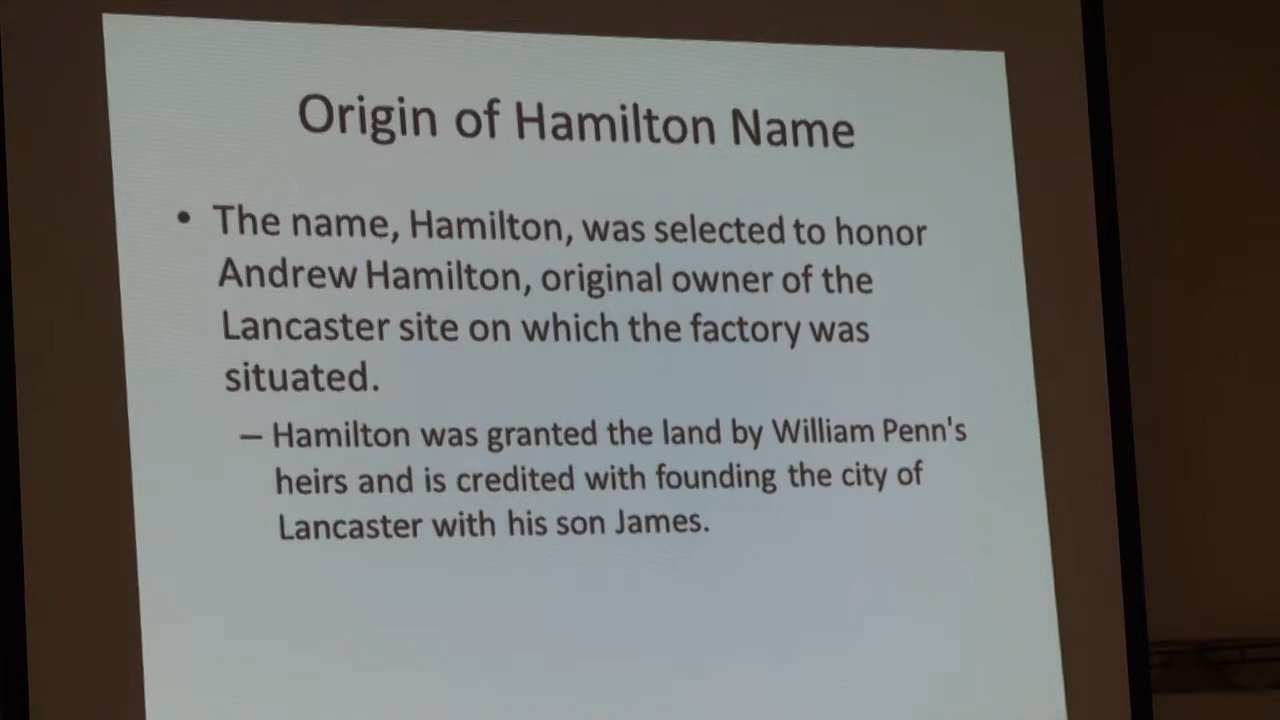 Origin of Hamilton Name
• The name, Hamilton, was selected to honor
Andrew Hamilton, original owner of the
Lancaster site on which the factory was
situated.
– Hamilton was granted the land by William Penn's
heirs and is credited with founding the city of
Lancaster with his son James.